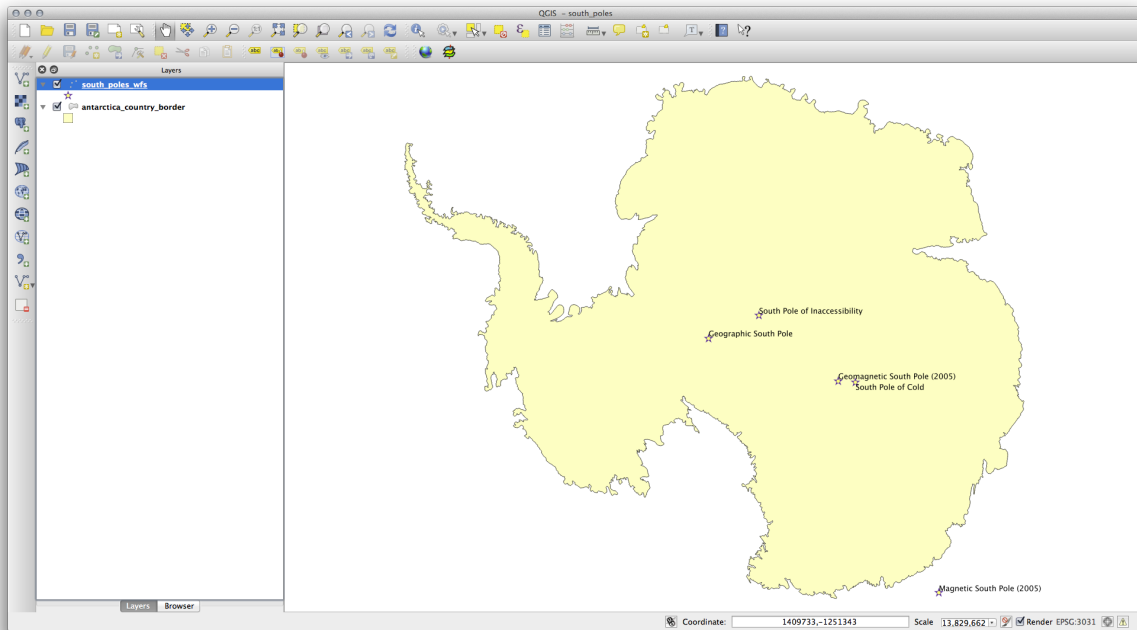 QGIS - south_poles
Layers
south_poles_wfs
antarctica_country_border
South Pole of Inaccessibility
Geographic South Pole
Geomagnetic South Pole (2005)
South Pole of Cold
Magnetic South Pole (2005)
Layers Browser
Coordinate: 1409733,-1251343 Scale 13,829,662 Render EPSG:3031